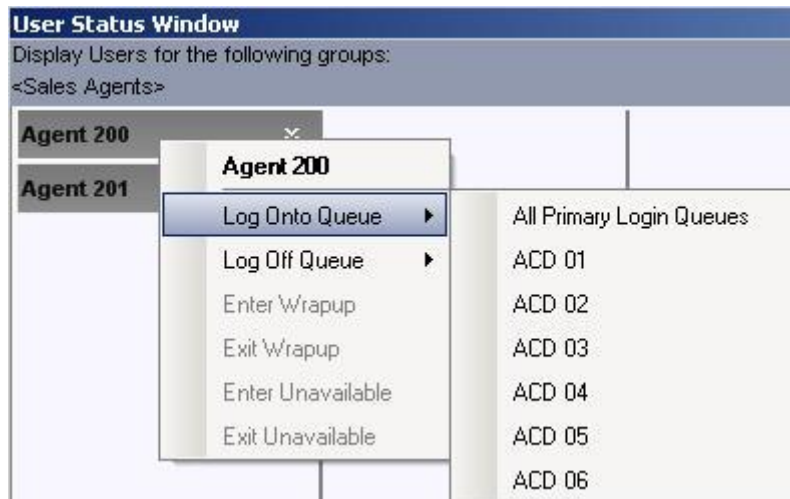 User Status Window
Display Users for the following groups:
<Sales Agents>
Agent 200
Agent 201
Agent 200
Log Onto Queue
Log Off Queue
Enter Wrapup
Exit Wrapup
Enter Unavailable
Exit Unavailable
All Primary Login Queues
ACD 01
ACD 02
ACD 03
ACD 04
ACD 05
ACD 06